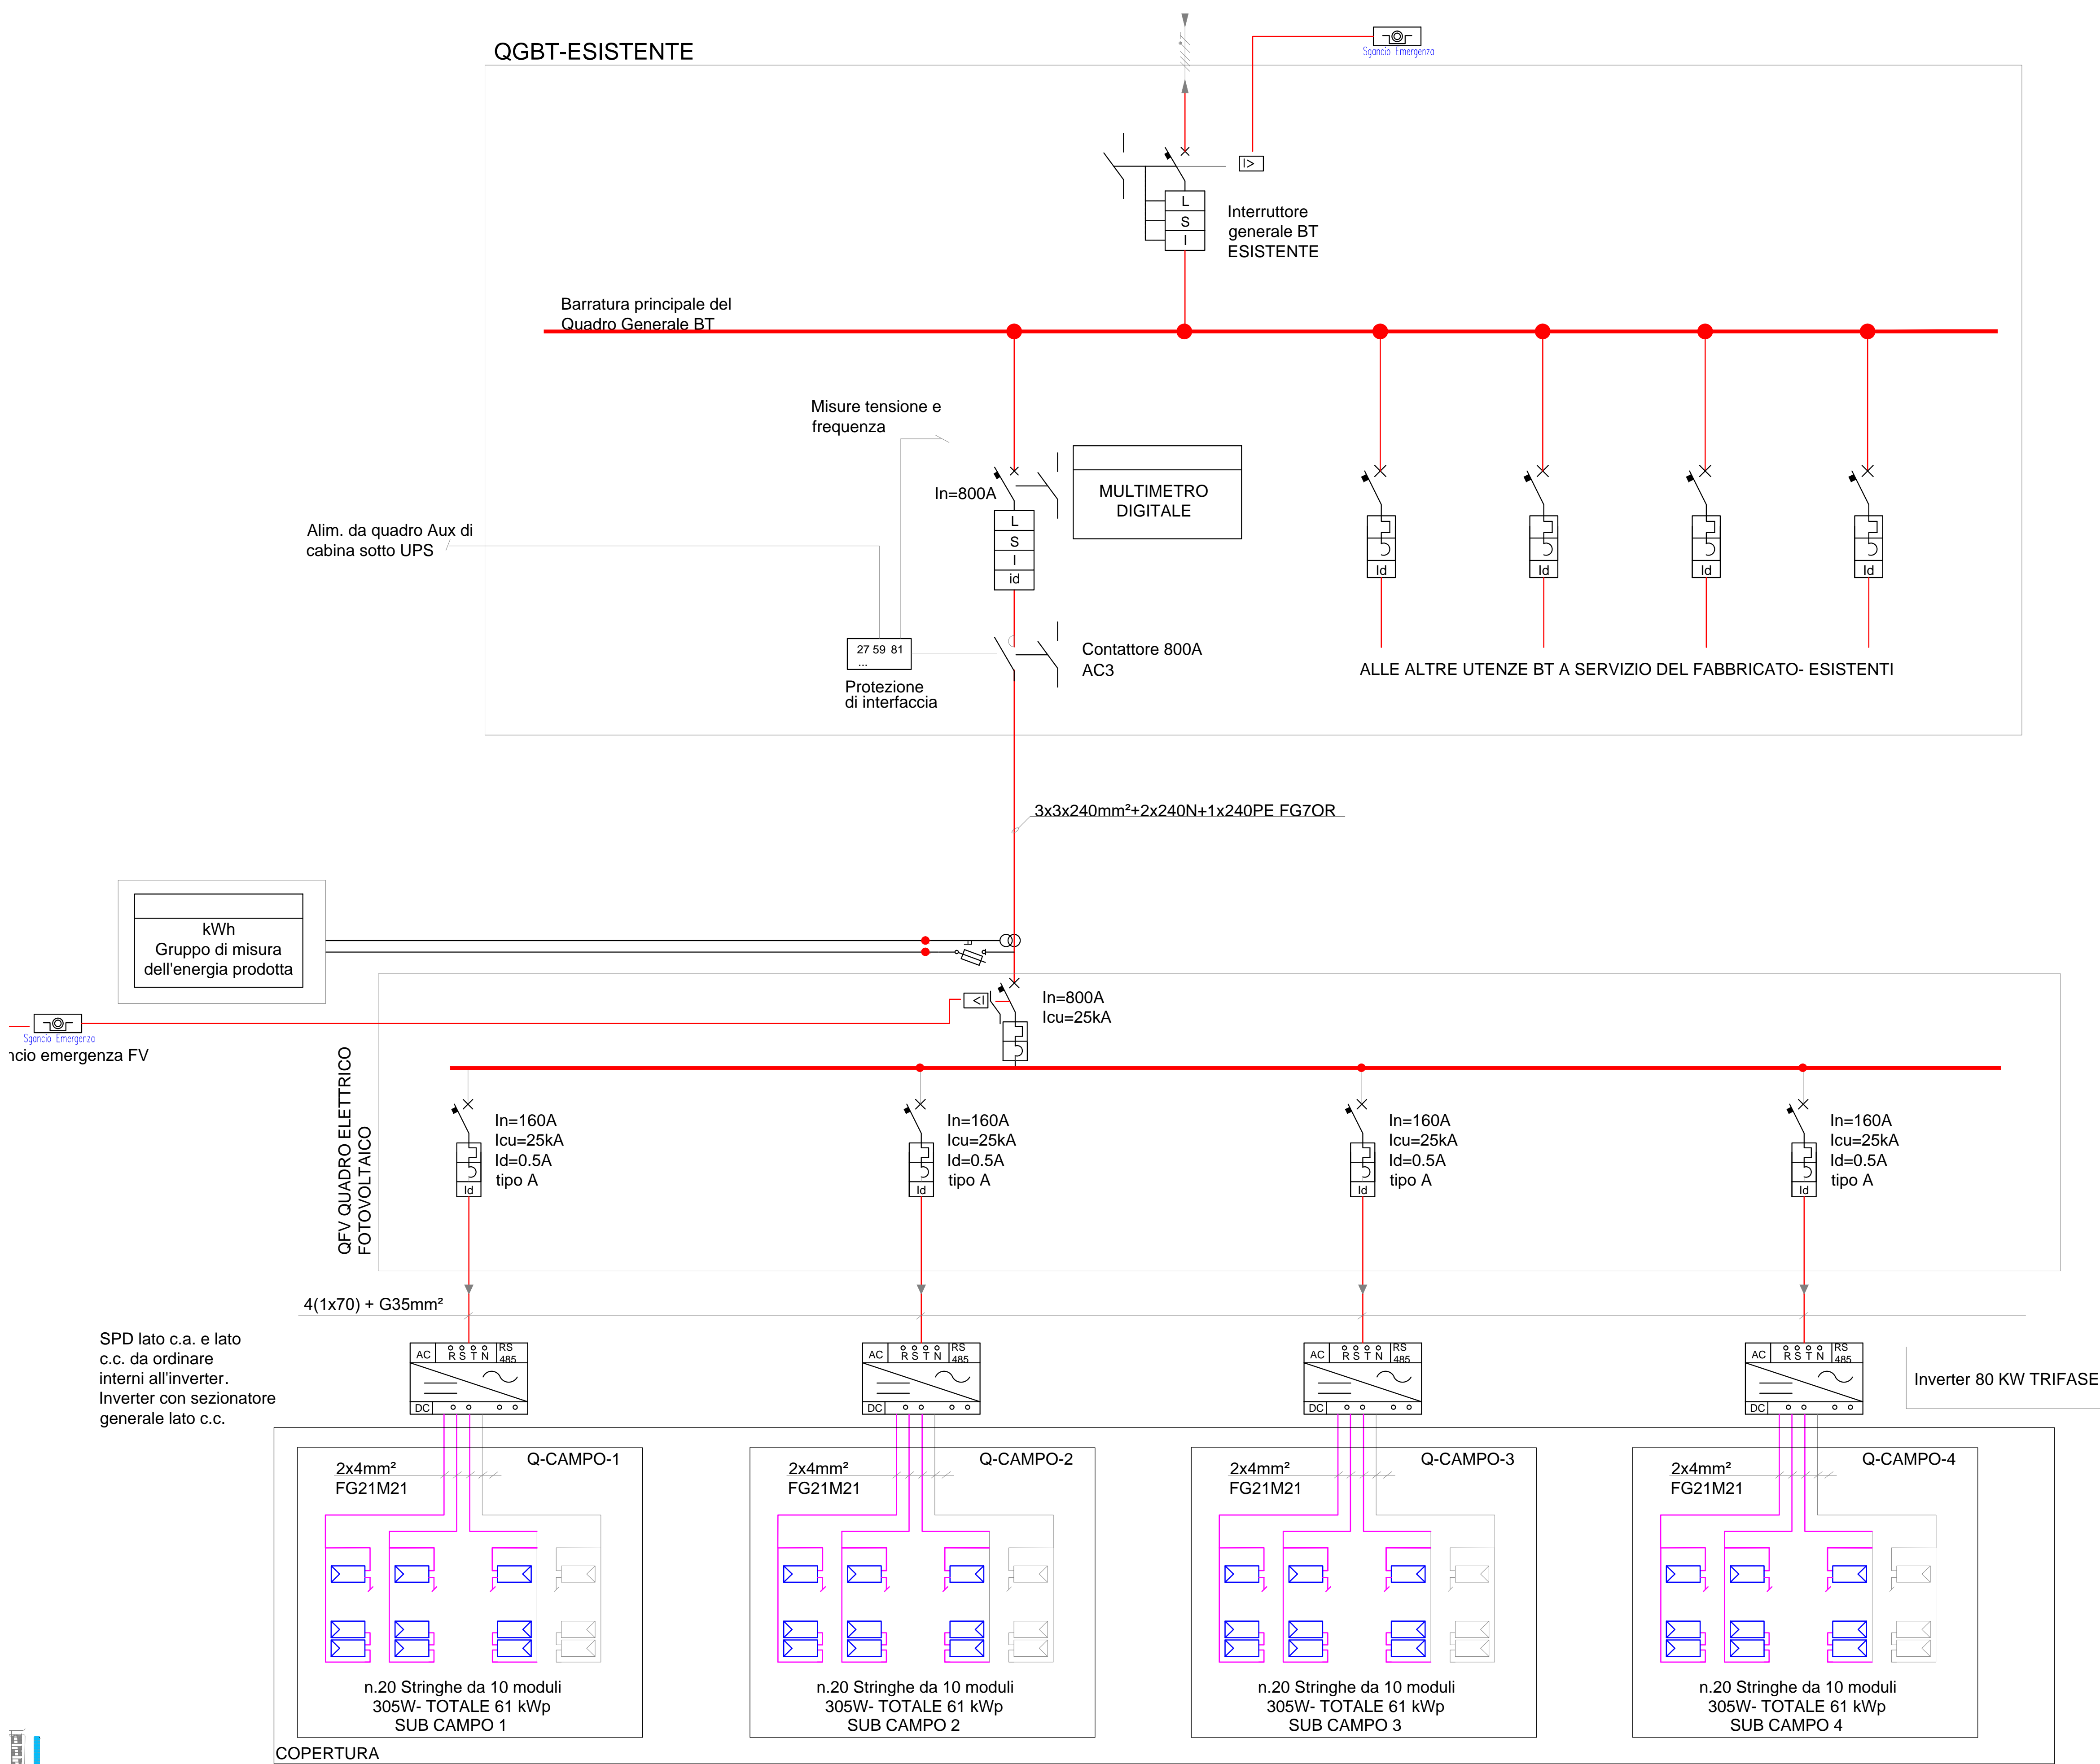 QGBT-ESISTENTE
Sgancio Emergenza
I>
L
S
I
Interruttore
generale BT
ESISTENTE
Barratura principale del
Quadro Generale BT
Misure tensione e
frequenza
In=800A
L
S
I
id
MULTIMETRO
DIGITALE
Alim. da quadro Aux di
cabina sotto UPS
Id
Id
Id
Id
27 59 81
...
Protezione
di interfaccia
Contattore 800A
AC3
ALLE ALTRE UTENZE BT A SERVIZIO DEL FABBRICATO- ESISTENTI
3x3x240mm²+2x240N+1x240PE FG7OR
kWh
Gruppo di misura
dell'energia prodotta
<I
In=800A
Icu=25kA
Sgancio Emergenza
emergenza FV
QFV QUADRO ELETTRICO
FOTOVOLTAICO
In=160A
Icu=25kA
Id=0.5A
tipo A
Id
In=160A
Icu=25kA
Id=0.5A
tipo A
Id
In=160A
Icu=25kA
Id=0.5A
tipo A
Id
In=160A
Icu=25kA
Id=0.5A
tipo A
Id
4(1x70) + G35mm²
SPD lato c.a. e lato
c.c. da ordinare
interni all'inverter.
Inverter con sezionatore
generale lato c.c.
AC R S T N RS
485
DC
AC R S T N RS
485
DC
AC R S T N RS
485
DC
AC R S T N RS
485
DC
Inverter 80 KW TRIFASE
Q-CAMPO-1
2x4mm²
FG21M21
n.20 Stringhe da 10 moduli
305W- TOTALE 61 kWp
SUB CAMPO 1
Q-CAMPO-2
2x4mm²
FG21M21
n.20 Stringhe da 10 moduli
305W- TOTALE 61 kWp
SUB CAMPO 2
Q-CAMPO-3
2x4mm²
FG21M21
n.20 Stringhe da 10 moduli
305W- TOTALE 61 kWp
SUB CAMPO 3
Q-CAMPO-4
2x4mm²
FG21M21
n.20 Stringhe da 10 moduli
305W- TOTALE 61 kWp
SUB CAMPO 4
COPERTURA